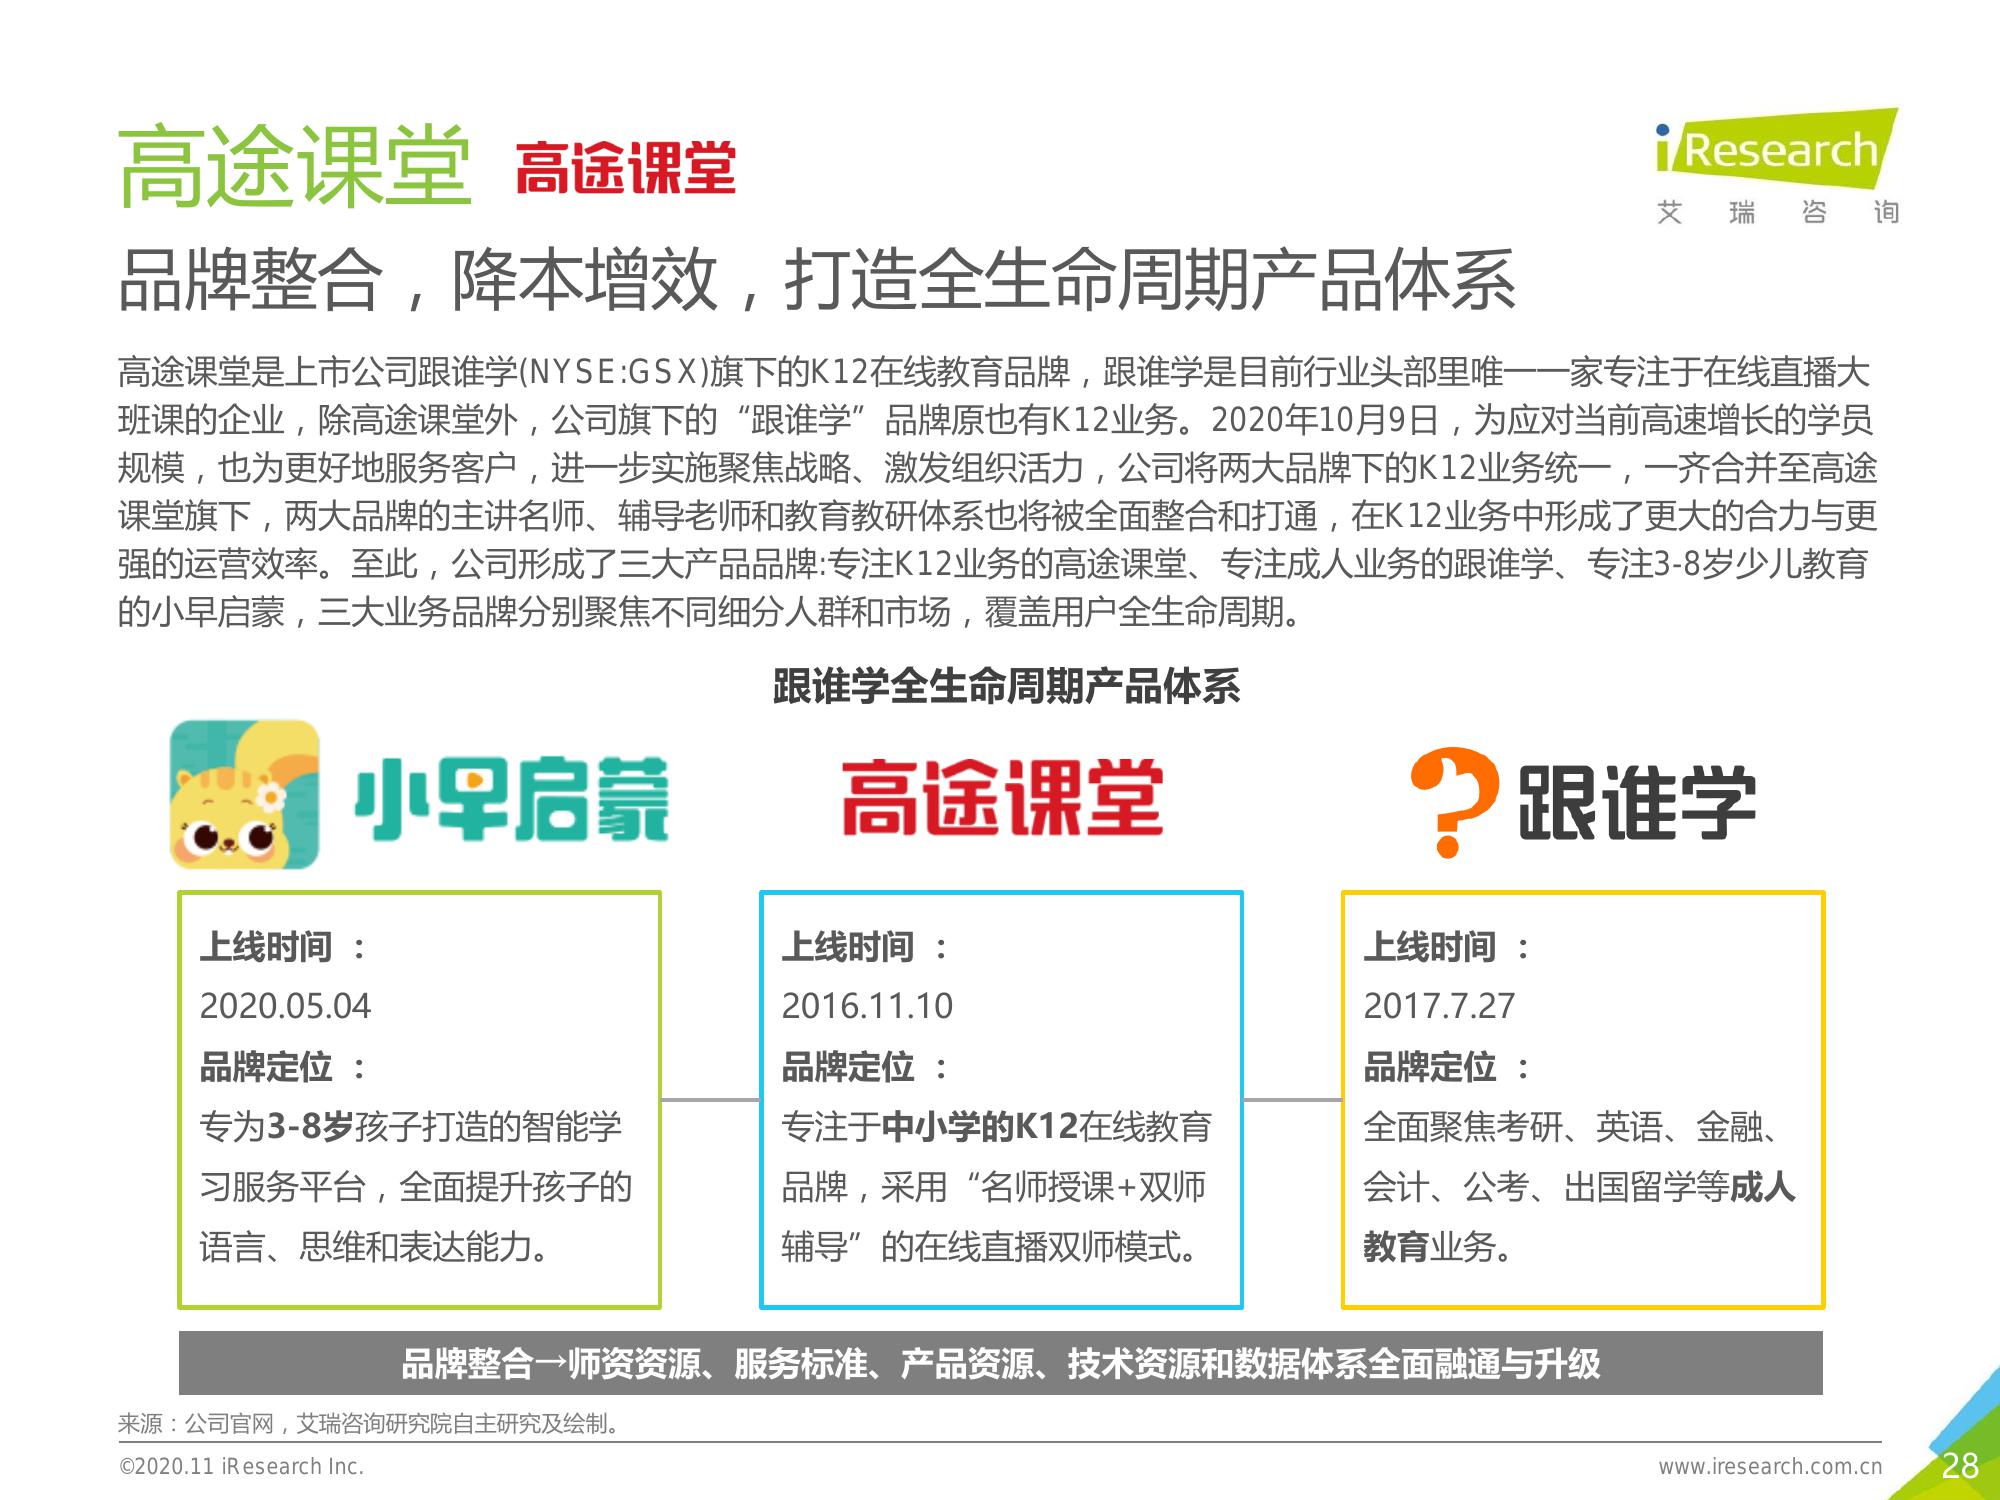 高途课堂 高途课堂
iResearch
艾瑞咨询
品牌整合，降本增效，打造全生命周期产品体系
高途课堂是上市公司跟谁学(NYSE:GSX)旗下的K12在线教育品牌，跟谁学是目前行业头部里唯一一家专注于在线直播大
班课的企业，除高途课堂外，公司旗下的“跟谁学”品牌原也有K12业务。2020年10月9日，为应对当前高速增长的学员
规模，也为更好地服务客户，进一步实施聚焦战略、激发组织活力，公司将两大品牌下的K12业务统一，一齐合并至高途
课堂旗下，两大品牌的主讲名师、辅导老师和教育教研体系也将被全面整合和打通，在K12业务中形成了更大的合力与更
强的运营效率。至此，公司形成了三大产品品牌:专注K12业务的高途课堂、专注成人业务的跟谁学、专注3-8岁少儿教育
的小早启蒙，三大业务品牌分别聚焦不同细分人群和市场，覆盖用户全生命周期。
跟谁学全生命周期产品体系
小早启蒙
上线时间 ：
2020.05.04
品牌定位 ：
专为3-8岁孩子打造的智能学
习服务平台，全面提升孩子的
语言、思维和表达能力。
高途课堂
上线时间 ：
2016.11.10
品牌定位 ：
专注于中小学的K12在线教育
品牌，采用“名师授课+双师
辅导”的在线直播双师模式。
跟谁学
上线时间 ：
2017.7.27
品牌定位 ：
全面聚焦考研、英语、金融、
会计、公考、出国留学等成人
教育业务。
品牌整合→师资资源、服务标准、产品资源、技术资源和数据体系全面融通与升级
来源：公司官网，艾瑞咨询研究院自主研究及绘制。
©2020.11 iResearch Inc.
www.iresearch.com.cn
28